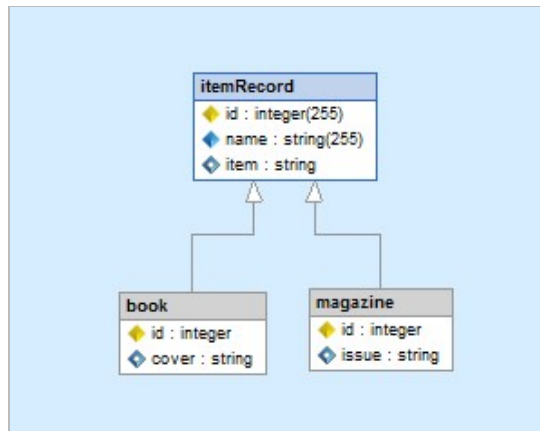 itemRecord
id : integer(255)
name : string(255)
item : string
book
id : integer
cover : string
magazine
id : integer
issue : string